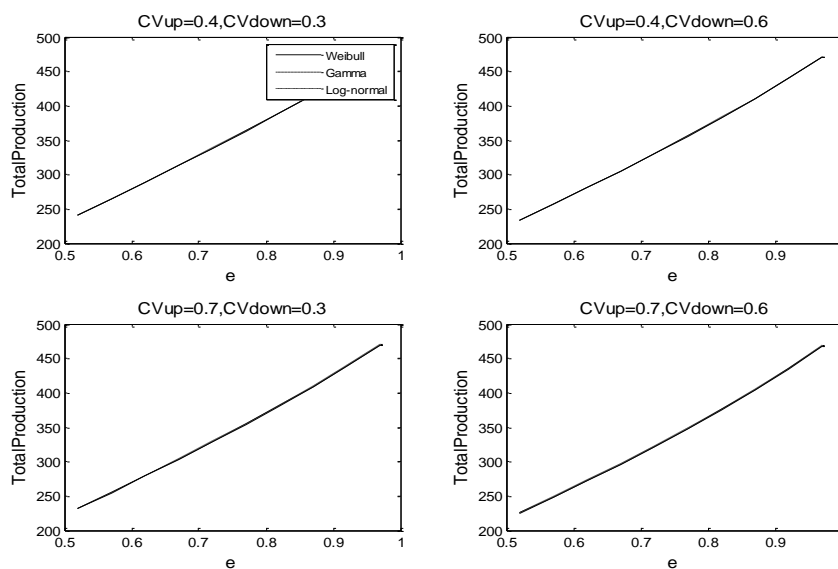 CVup=0.4,CVdown=0.3
500
450
400
350
300
250
200
TotalProduction
Weibull
Gamma
Log-normal
0.5 0.6 0.7 0.8 0.9 1
e
CVup=0.4,CVdown=0.6
500
450
400
350
300
250
200
TotalProduction
0.5 0.6 0.7 0.8 0.9
e
CVup=0.7,CVdown=0.3
500
450
400
350
300
250
200
TotalProduction
0.5 0.6 0.7 0.8 0.9 1
e
CVup=0.7,CVdown=0.6
500
450
400
350
300
250
200
TotalProduction
0.5 0.6 0.7 0.8 0.9
e